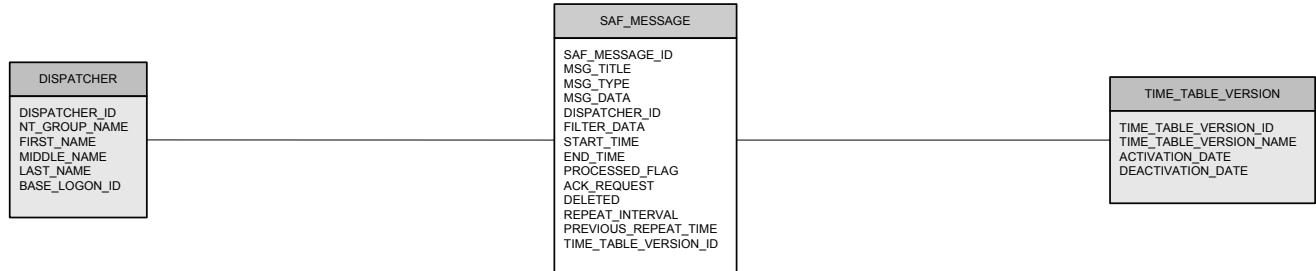 DISPATCHER
DISPATCHER_ID
NT_GROUP_NAME
FIRST_NAME
MIDDLE_NAME
LAST_NAME
BASE_LOGON_ID
SAF_MESSAGE
SAF_MESSAGE_ID
MSG_TITLE
MSG_TYPE
MSG_DATA
DISPATCHER_ID
FILTER_DATA
START_TIME
END_TIME
PROCESSED_FLAG
ACK_REQUEST
DELETED
REPEAT_INTERVAL
PREVIOUS_REPEAT_TIME
TIME_TABLE_VERSION_ID
TIME_TABLE_VERSION
TIME_TABLE_VERSION_ID
TIME_TABLE_VERSION_NAME
ACTIVATION_DATE
DEACTIVATION_DATE